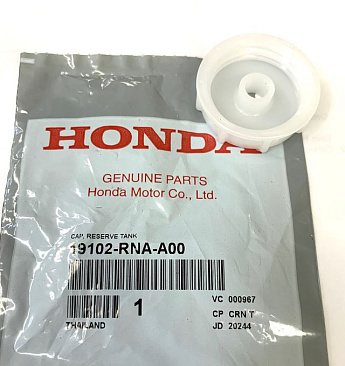 HONDA
GENUINE PARTS
Honda Motor Co., Ltd.
CAP, RESERVE TANK
19102-RNA-A00
1
VC 000967
CP CRN T
THAILAND
JD 20244